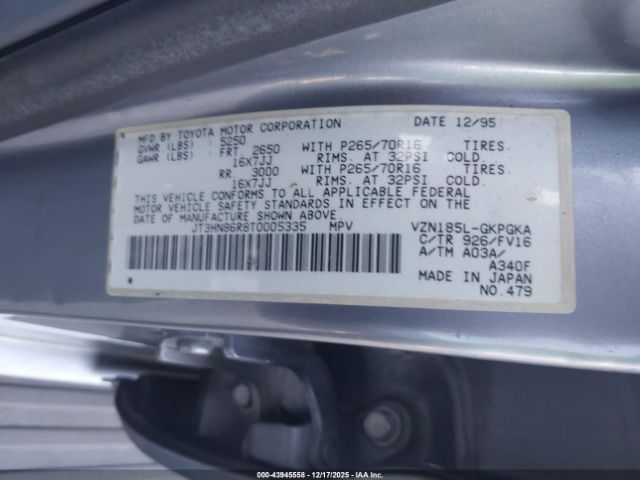 MFD BY TOYOTA MOTOR CORPORATION DATE 12/95
GVWR (LBS) : 5250
GAWR (LBS) : FRT 2650 WITH P265/70R16 TIRES.
16X7JJ RIMS. AT 32PSI COLD
RR 3000 WITH P265/70R16 TIRES.
16X7JJ RIMS. AT 32PSI COLD.
THIS VEHICLE CONFORMS TO ALL APPLICABLE FEDERAL
MOTOR VEHICLE SAFETY STANDARDS IN EFFECT ON THE
DATE OF MANUFACTURE SHOWN ABOVE.
JT3HN86R8T0005335 MPV VZN185L-GKPGKA
C/TR 926/FV16
A/TM A03A/
A340F
MADE IN JAPAN
NO.479
000-43945558 - 12/17/2025 - IAAI.COM